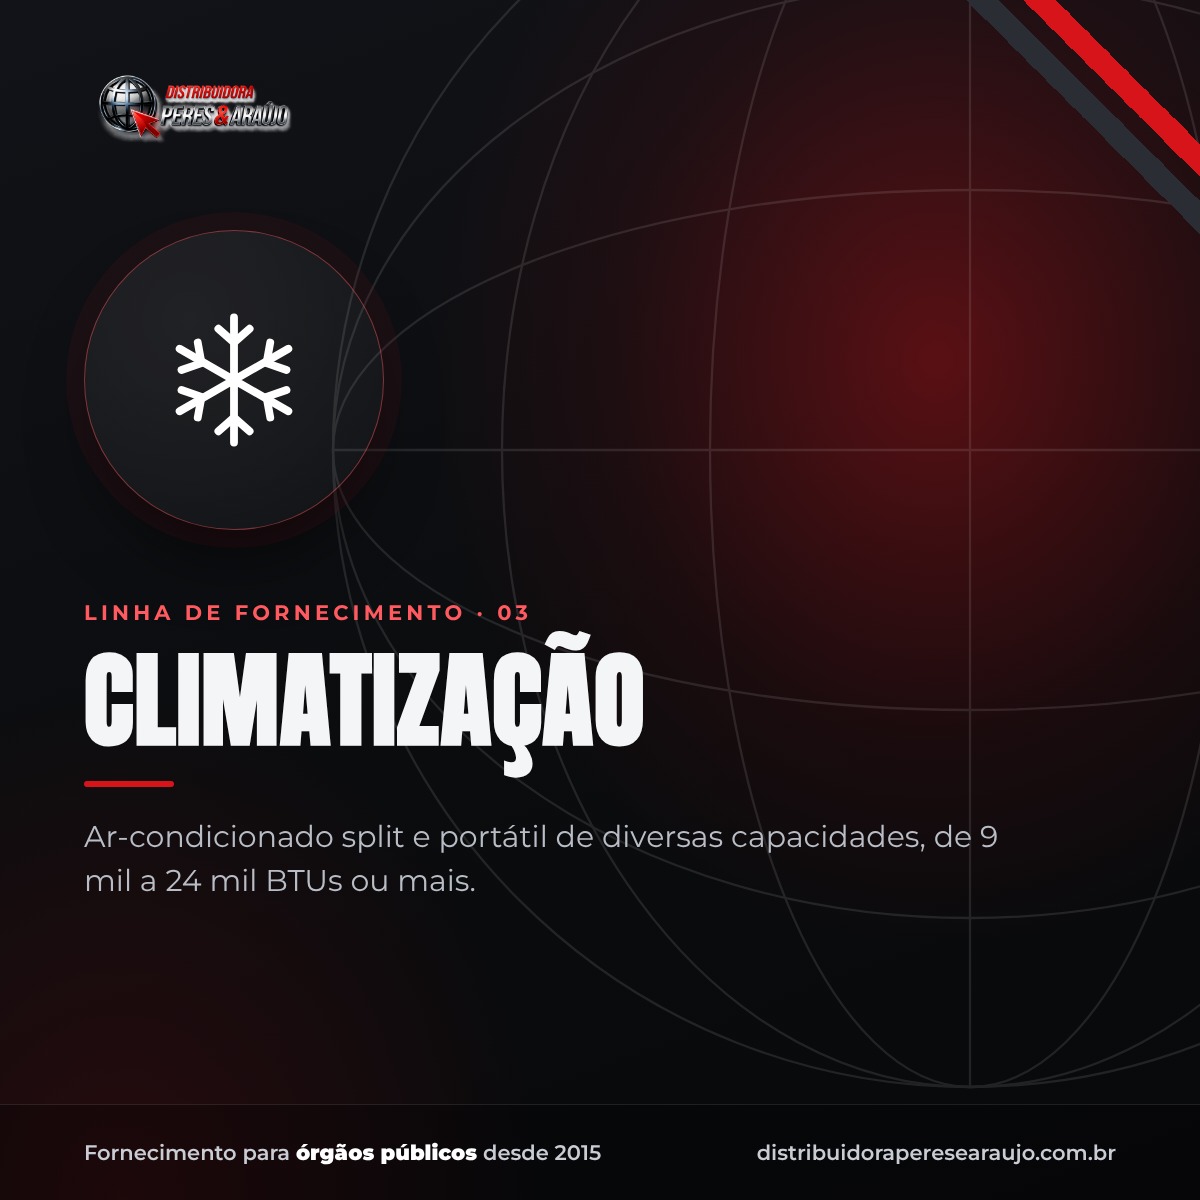 DISTRIBUIDORA
PERES & ARAÚJO
LINHA DE FORNECIMENTO · 03
CLIMATIZAÇÃO
Ar-condicionado split e portátil de diversas capacidades, de 9
mil a 24 mil BTUs ou mais.
Fornecimento para órgãos públicos desde 2015
distribuidoraperesearaujo.com.br